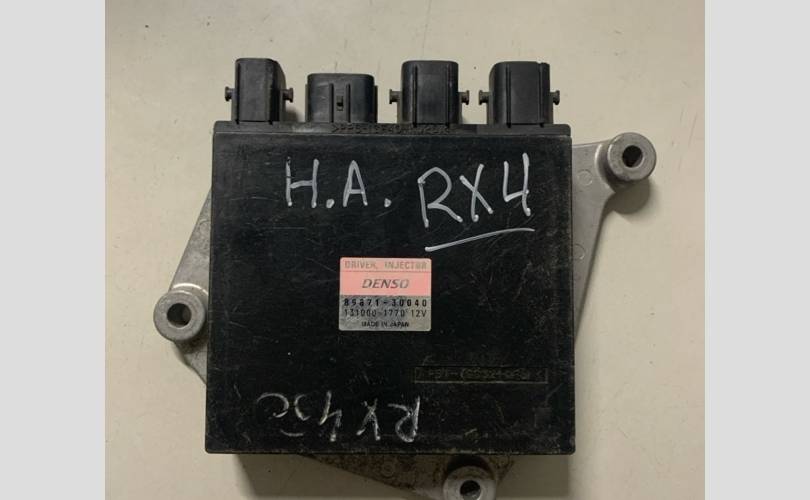 H.A. RX4
DRIVER, INJECTOR
DENSO
89871-30040
131000-1770 12V
MADE IN JAPAN
RX450